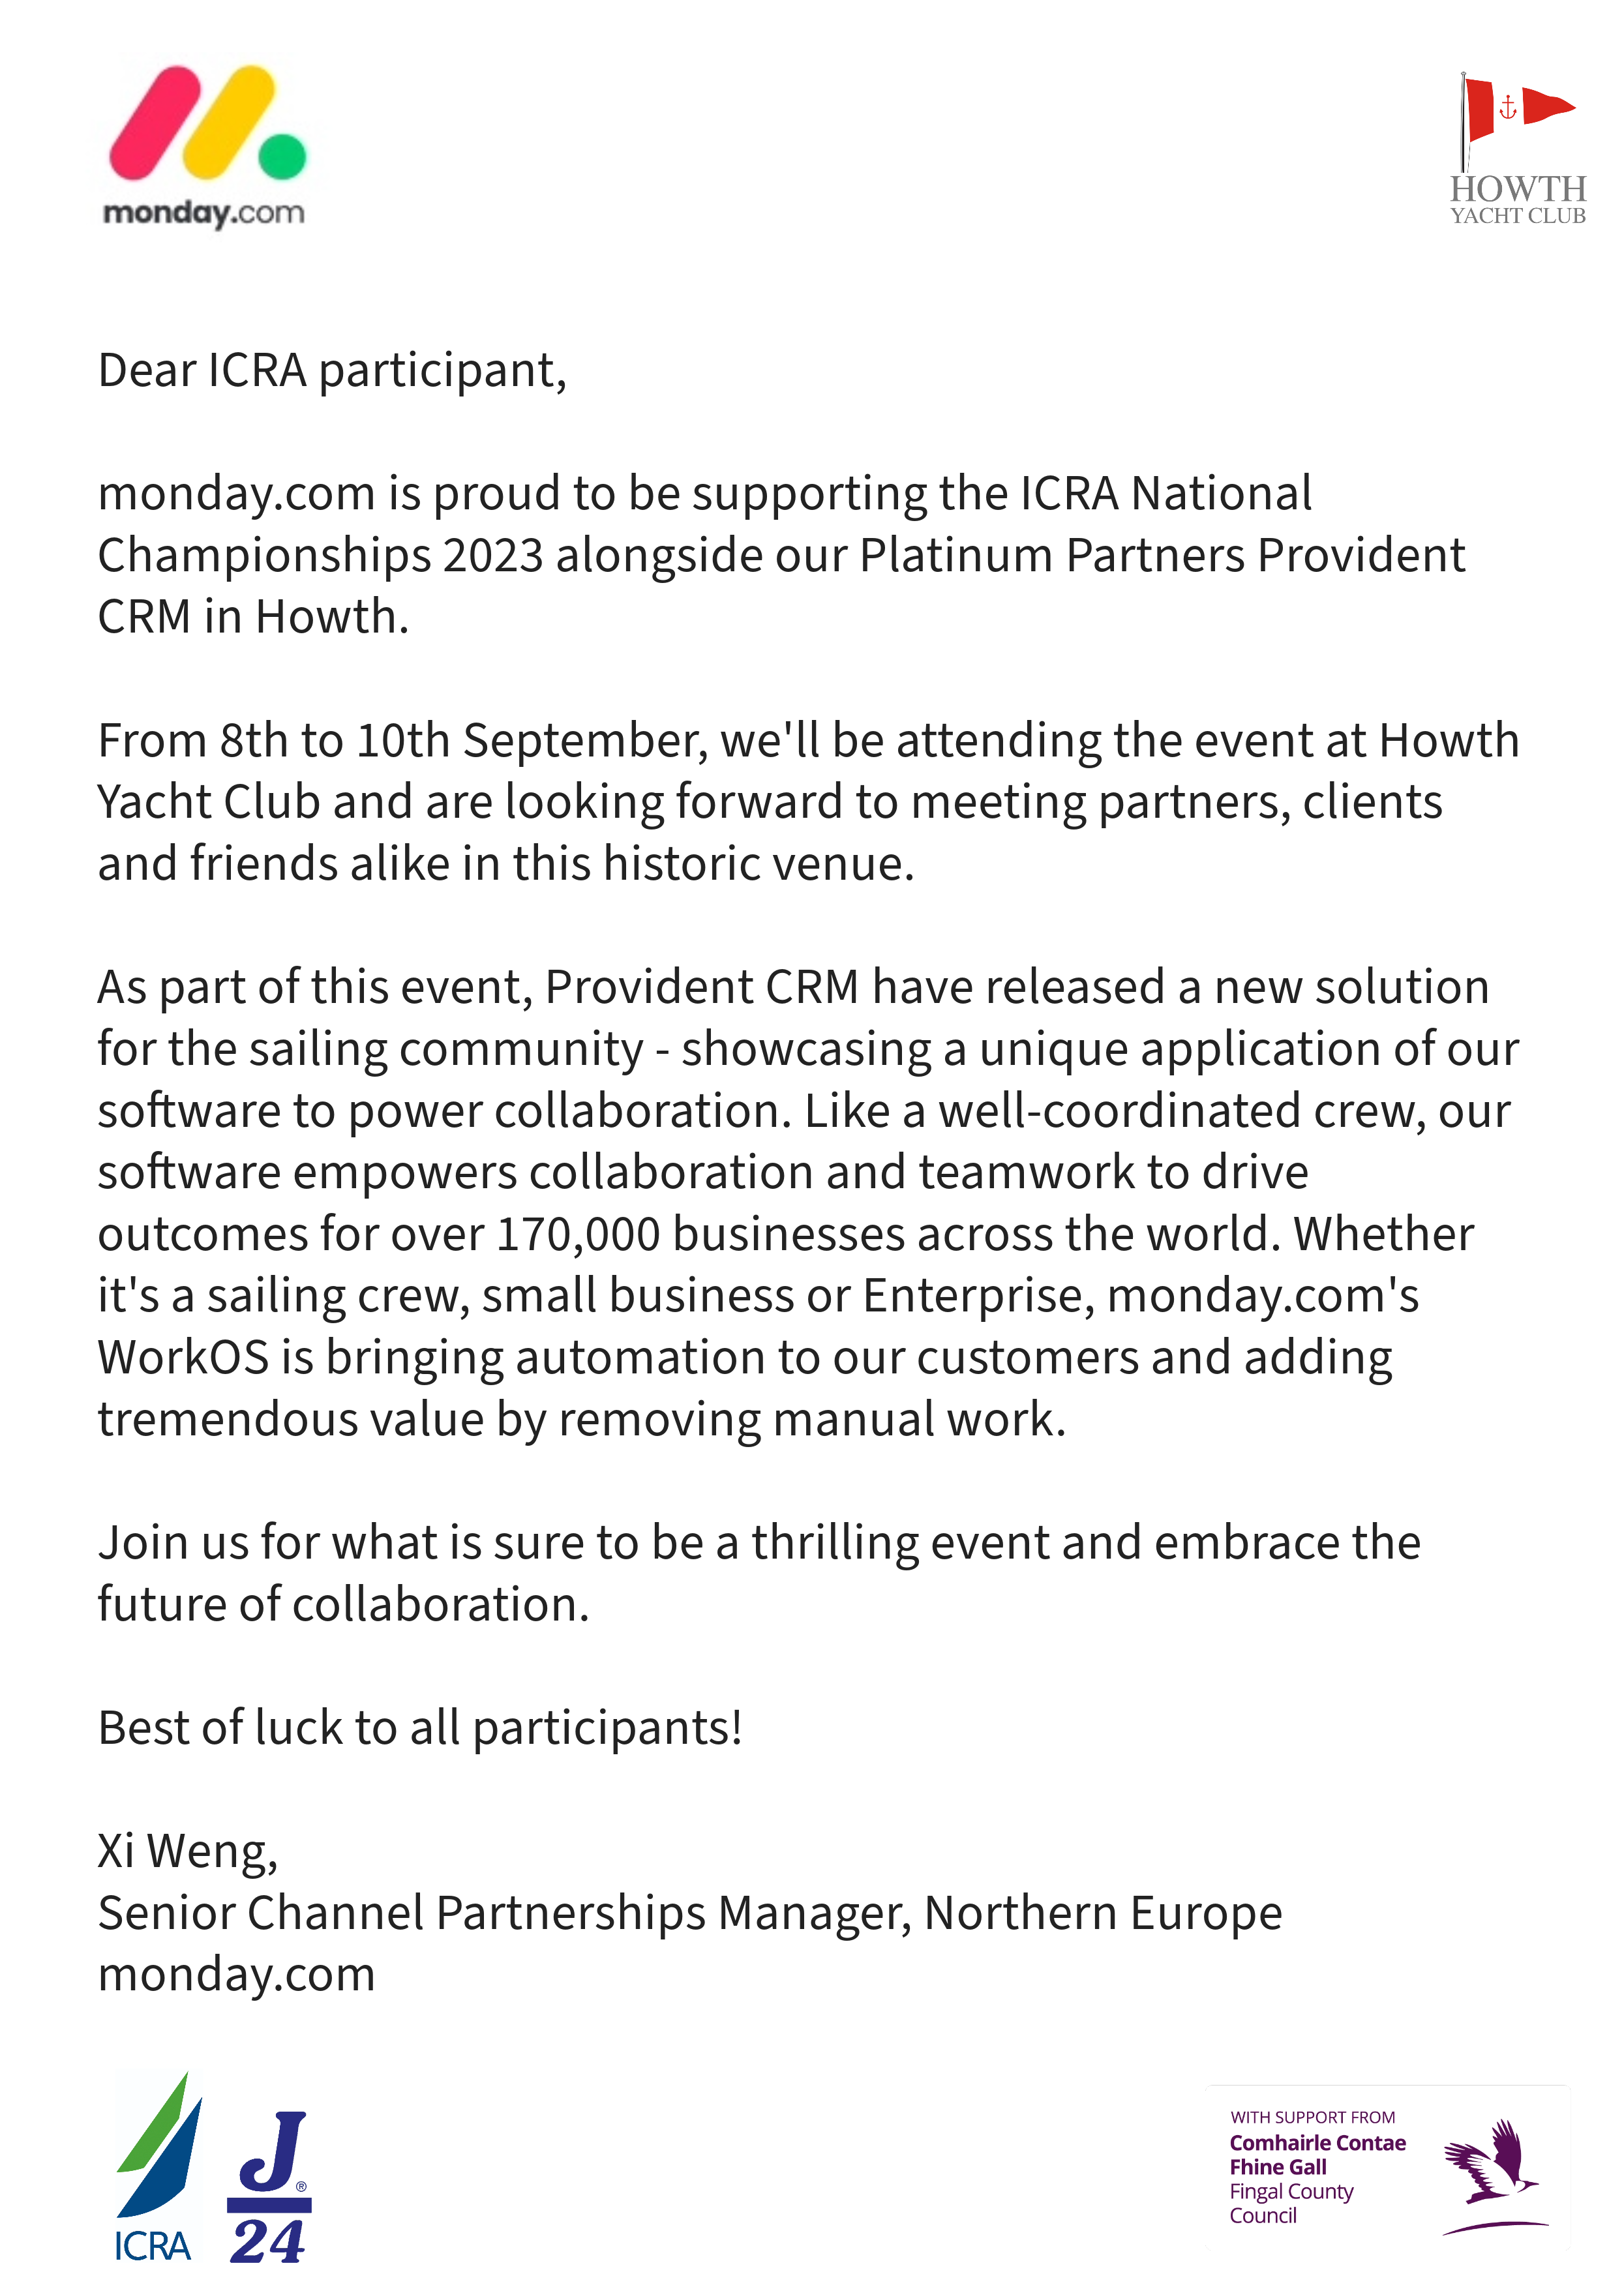 monday.com
HOWTH
YACHT CLUB
Dear ICRA participant,
monday.com is proud to be supporting the ICRA National
Championships 2023 alongside our Platinum Partners Provident
CRM in Howth.
From 8th to 10th September, we'll be attending the event at Howth
Yacht Club and are looking forward to meeting partners, clients
and friends alike in this historic venue.
As part of this event, Provident CRM have released a new solution
for the sailing community - showcasing a unique application of our
software to power collaboration. Like a well-coordinated crew, our
software empowers collaboration and teamwork to drive
outcomes for over 170,000 businesses across the world. Whether
it's a sailing crew, small business or Enterprise, monday.com's
WorkOS is bringing automation to our customers and adding
tremendous value by removing manual work.
Join us for what is sure to be a thrilling event and embrace the
future of collaboration.
Best of luck to all participants!
Xi Weng,
Senior Channel Partnerships Manager, Northern Europe
monday.com
ICRA
J®
24
WITH SUPPORT FROM
Comhairle Contae
Fhine Gall
Fingal County
Council